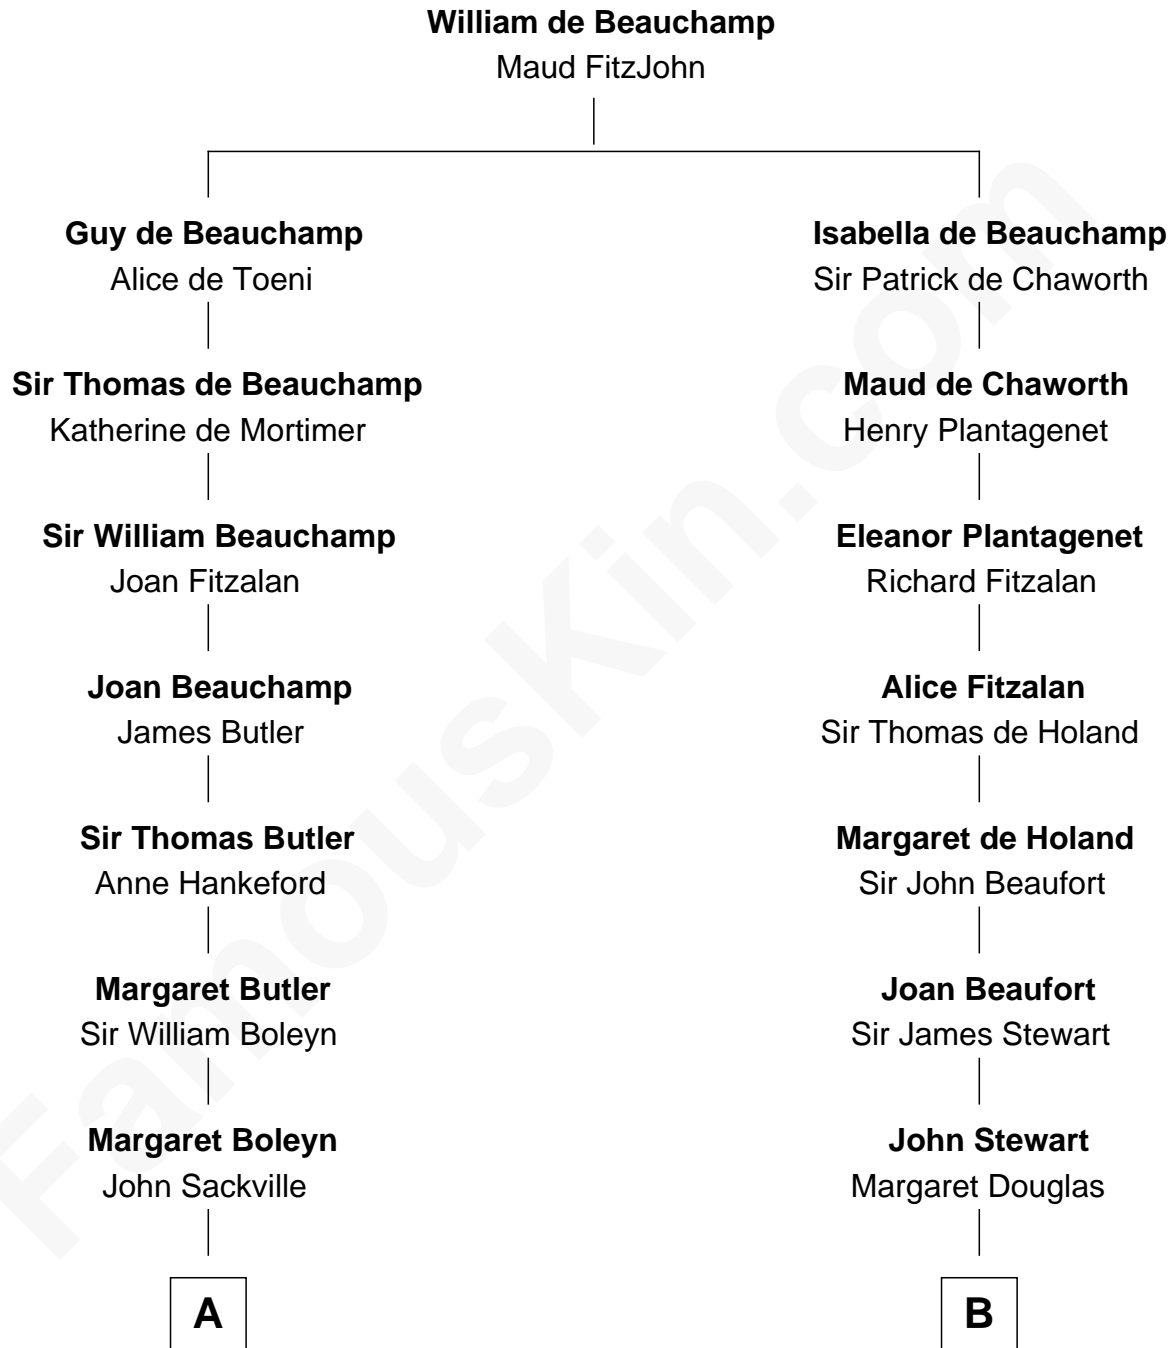 William de Beauchamp
Maud FitzJohn
Guy de Beauchamp
Alice de Toeni
Isabella de Beauchamp
Sir Patrick de Chaworth
Sir Thomas de Beauchamp
Katherine de Mortimer
Maud de Chaworth
Henry Plantagenet
Sir William Beauchamp
Joan Fitzalan
Eleanor Plantagenet
Richard Fitzalan
Joan Beauchamp
James Butler
Alice Fitzalan
Sir Thomas de Holand
Sir Thomas Butler
Anne Hankeford
Margaret de Holand
Sir John Beaufort
Margaret Butler
Sir William Boleyn
Joan Beaufort
Sir James Stewart
Margaret Boleyn
John Sackville
John Stewart
Margaret Douglas
A
B
FamousKin.com